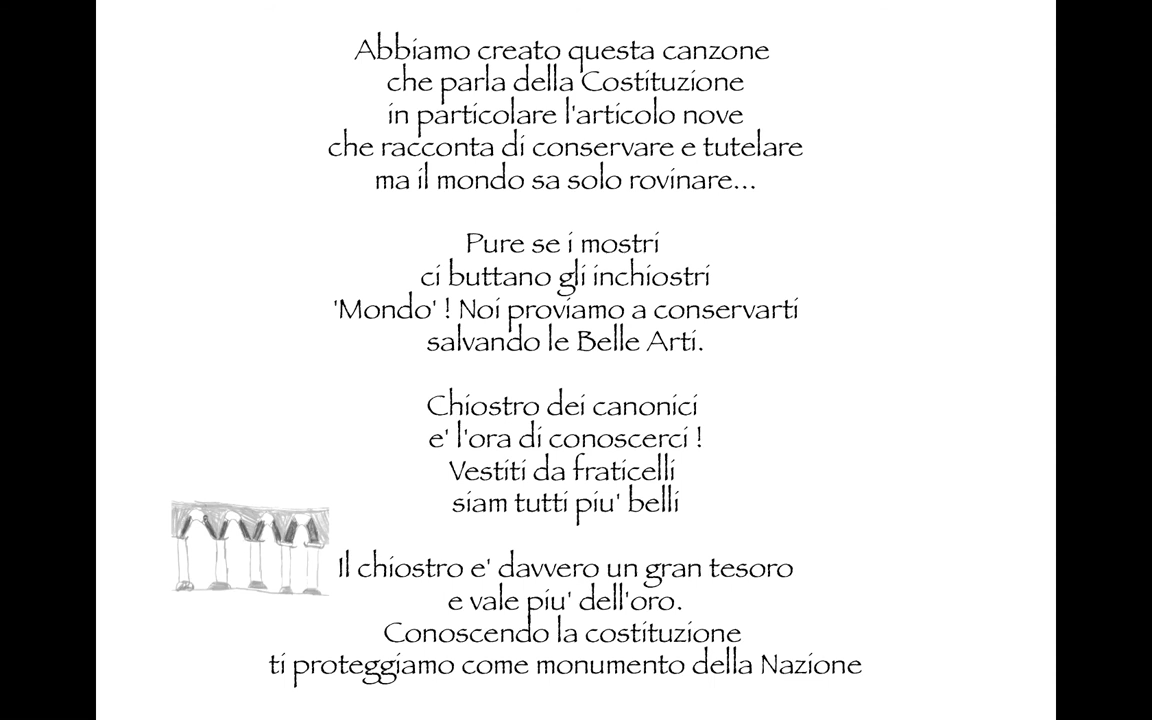 Abbiamo creato questa canzone
che parla della Costituzione
in particolare l'articolo nove
che racconta di conservare e tutelare
ma il mondo sa solo rovinare...
Pure se i mostri
ci buttano gli inchiostri
'Mondo' ! Noi proviamo a conservarti
salvando le Belle Arti.
Chiostro dei canonici
e' l'ora di conoscerci !
Vestiti da fraticelli
siam tutti piu' belli
Il chiostro e' davvero un gran tesoro
e vale piu' dell'oro.
Conoscendo la costituzione
ti proteggiamo come monumento della Nazione